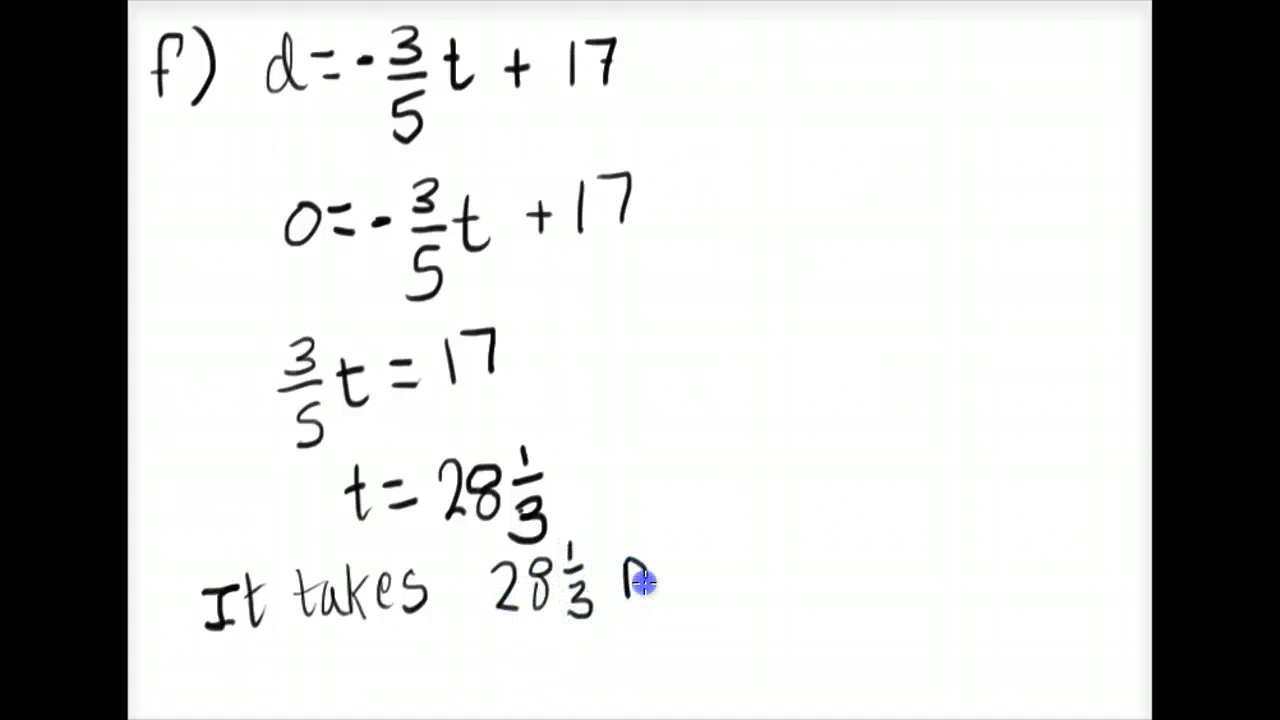 f) d = -3/5 t + 17
0 = -3/5 t + 17
3/5 t = 17
t = 28 1/3
It takes 28 1/3